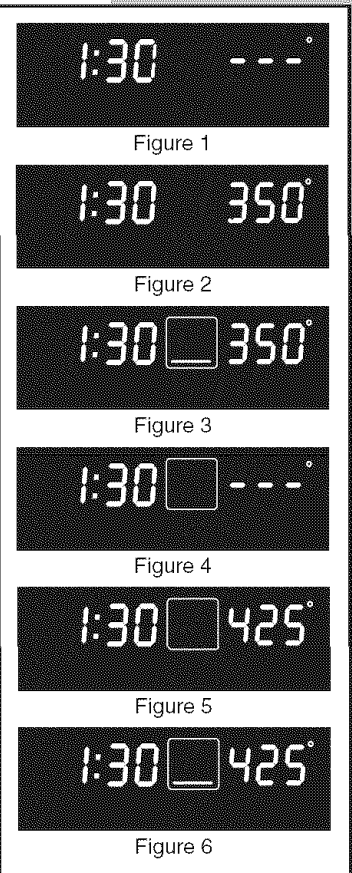 1:30 - - -°
Figure 1
1:30 350°
Figure 2
1:30 350°
Figure 3
1:30 - - -°
Figure 4
1:30 425°
Figure 5
1:30 425°
Figure 6